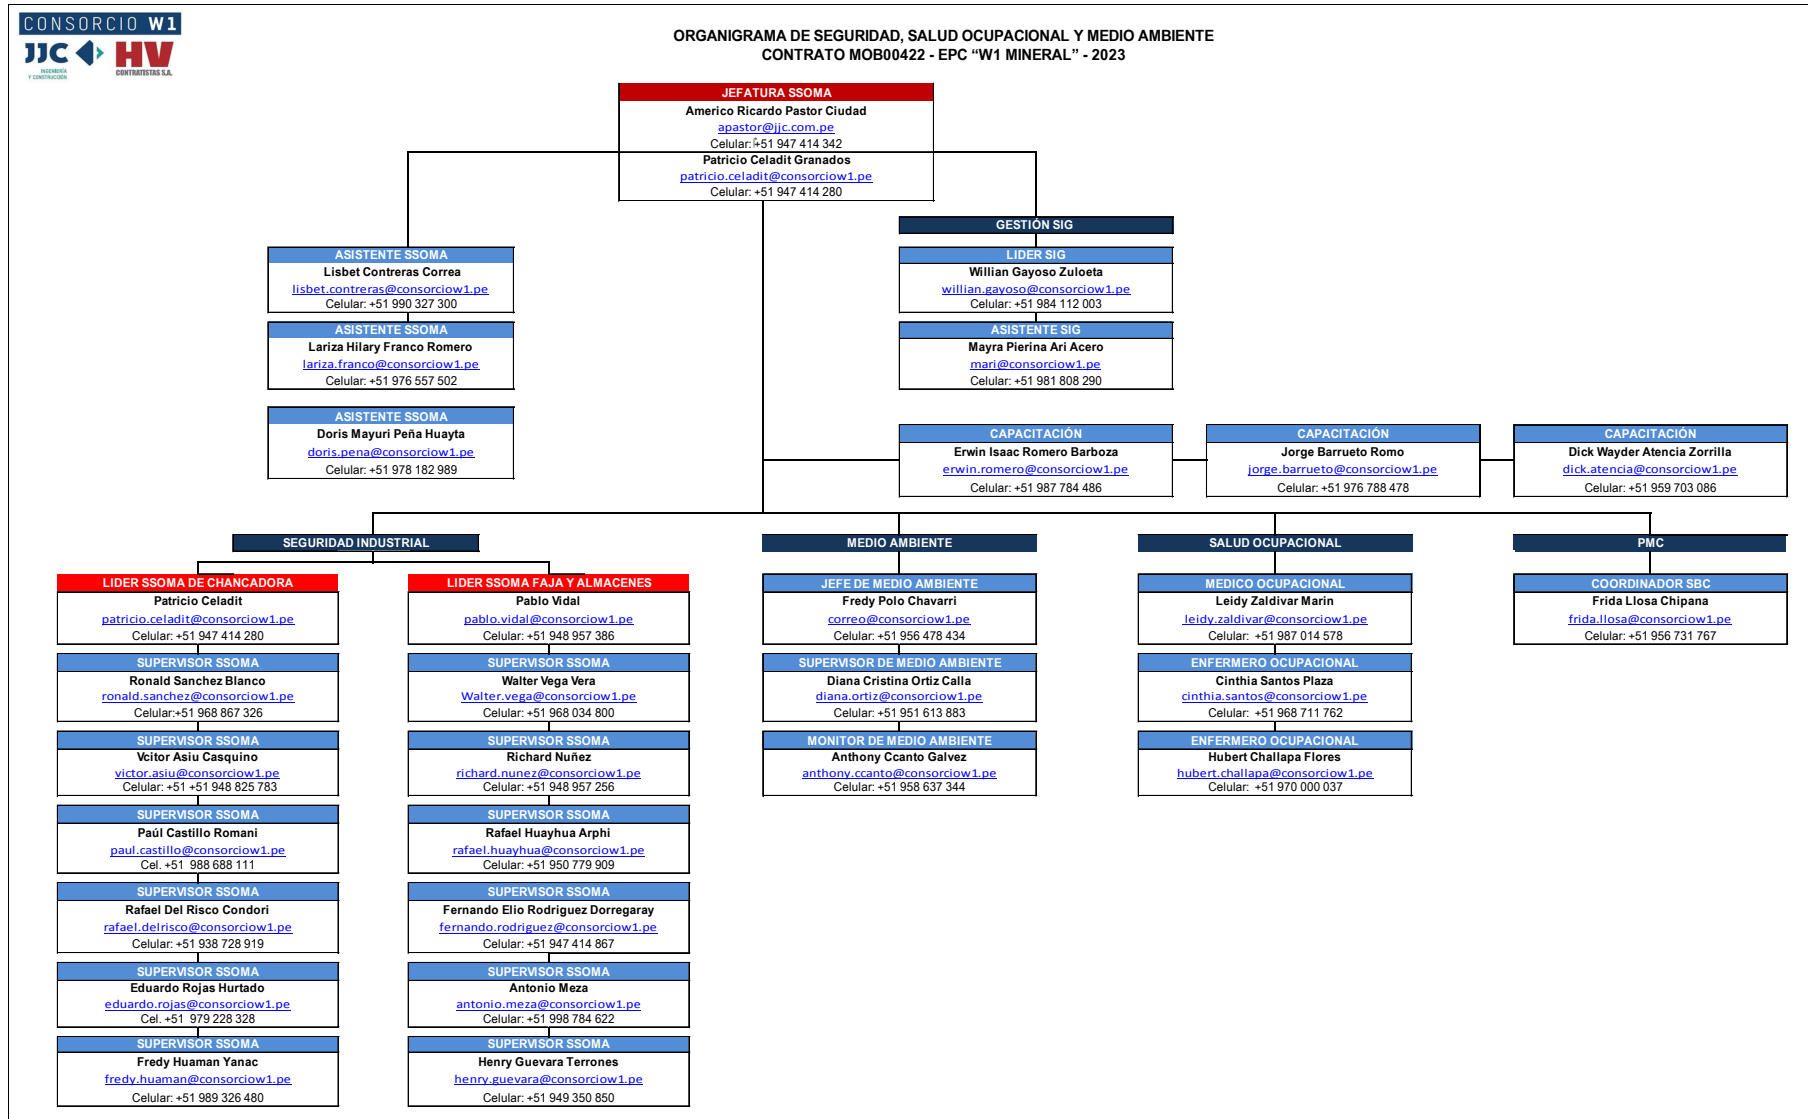 CONSORCIO W1
JJC HV
INGENIERÍA
Y CONSTRUCCIÓN
CONTRATISTAS S.A.
ORGANIGRAMA DE SEGURIDAD, SALUD OCUPACIONAL Y MEDIO AMBIENTE
CONTRATO MOB00422 - EPC “W1 MINERAL” - 2023
JEFATURA SSOMA
Americo Ricardo Pastor Ciudad
apastor@jjc.com.pe
Celular: +51 947 414 342
Patricio Celadit Granados
patricio.celadit@consorciow1.pe
Celular: +51 947 414 280
ASISTENTE SSOMA
Lisbet Contreras Correa
lisbet.contreras@consorciow1.pe
Celular: +51 990 327 300
ASISTENTE SSOMA
Lariza Hilary Franco Romero
lariza.franco@consorciow1.pe
Celular: +51 976 557 502
ASISTENTE SSOMA
Doris Mayuri Peña Huayta
doris.pena@consorciow1.pe
Celular: +51 978 182 989
GESTIÓN SIG
LIDER SIG
Willian Gayoso Zuloeta
willian.gayoso@consorciow1.pe
Celular: +51 984 112 003
ASISTENTE SIG
Mayra Pierina Ari Acero
mari@consorciow1.pe
Celular: +51 981 808 290
CAPACITACIÓN
Erwin Isaac Romero Barboza
erwin.romero@consorciow1.pe
Celular: +51 987 784 486
CAPACITACIÓN
Jorge Barrueto Romo
jorge.barrueto@consorciow1.pe
Celular: +51 976 788 478
CAPACITACIÓN
Dick Wayder Atencia Zorrilla
dick.atencia@consorciow1.pe
Celular: +51 959 703 086
SEGURIDAD INDUSTRIAL
LIDER SSOMA DE CHANCADORA
Patricio Celadit
patricio.celadit@consorciow1.pe
Celular: +51 947 414 280
SUPERVISOR SSOMA
Ronald Sanchez Blanco
ronald.sanchez@consorciow1.pe
Celular:+51 968 867 326
SUPERVISOR SSOMA
Vcitor Asiu Casquino
victor.asiu@consorciow1.pe
Celular: +51 +51 948 825 783
SUPERVISOR SSOMA
Paúl Castillo Romani
paul.castillo@consorciow1.pe
Cel. +51 988 688 111
SUPERVISOR SSOMA
Rafael Del Risco Condori
rafael.delrisco@consorciow1.pe
Celular: +51 938 728 919
SUPERVISOR SSOMA
Eduardo Rojas Hurtado
eduardo.rojas@consorciow1.pe
Cel. +51 979 228 328
SUPERVISOR SSOMA
Fredy Huaman Yanac
fredy.huaman@consorciow1.pe
Celular: +51 989 326 480
LIDER SSOMA FAJA Y ALMACENES
Pablo Vidal
pablo.vidal@consorciow1.pe
Celular: +51 948 957 386
SUPERVISOR SSOMA
Walter Vega Vera
Walter.vega@consorciow1.pe
Celular: +51 968 034 800
SUPERVISOR SSOMA
Richard Nuñez
richard.nunez@consorciow1.pe
Celular: +51 948 957 256
SUPERVISOR SSOMA
Rafael Huayhua Arphi
rafael.huayhua@consorciow1.pe
Celular: +51 950 779 909
SUPERVISOR SSOMA
Fernando Elio Rodriguez Dorregaray
fernando.rodriguez@consorciow1.pe
Celular: +51 947 414 867
SUPERVISOR SSOMA
Antonio Meza
antonio.meza@consorciow1.pe
Celular: +51 998 784 622
SUPERVISOR SSOMA
Henry Guevara Terrones
henry.guevara@consorciow1.pe
Celular: +51 949 350 850
MEDIO AMBIENTE
JEFE DE MEDIO AMBIENTE
Fredy Polo Chavarri
correo@consorciow1.pe
Celular: +51 956 478 434
SUPERVISOR DE MEDIO AMBIENTE
Diana Cristina Ortiz Calla
diana.ortiz@consorciow1.pe
Celular: +51 951 613 883
MONITOR DE MEDIO AMBIENTE
Anthony Ccanto Galvez
anthony.ccanto@consorciow1.pe
Celular: +51 958 637 344
SALUD OCUPACIONAL
MEDICO OCUPACIONAL
Leidy Zaldivar Marin
leidy.zaldivar@consorciow1.pe
Celular: +51 987 014 578
ENFERMERO OCUPACIONAL
Cinthia Santos Plaza
cinthia.santos@consorciow1.pe
Celular: +51 968 711 762
ENFERMERO OCUPACIONAL
Hubert Challapa Flores
hubert.challapa@consorciow1.pe
Celular: +51 970 000 037
PMC
COORDINADOR SBC
Frida Llosa Chipana
frida.llosa@consorciow1.pe
Celular: +51 956 731 767